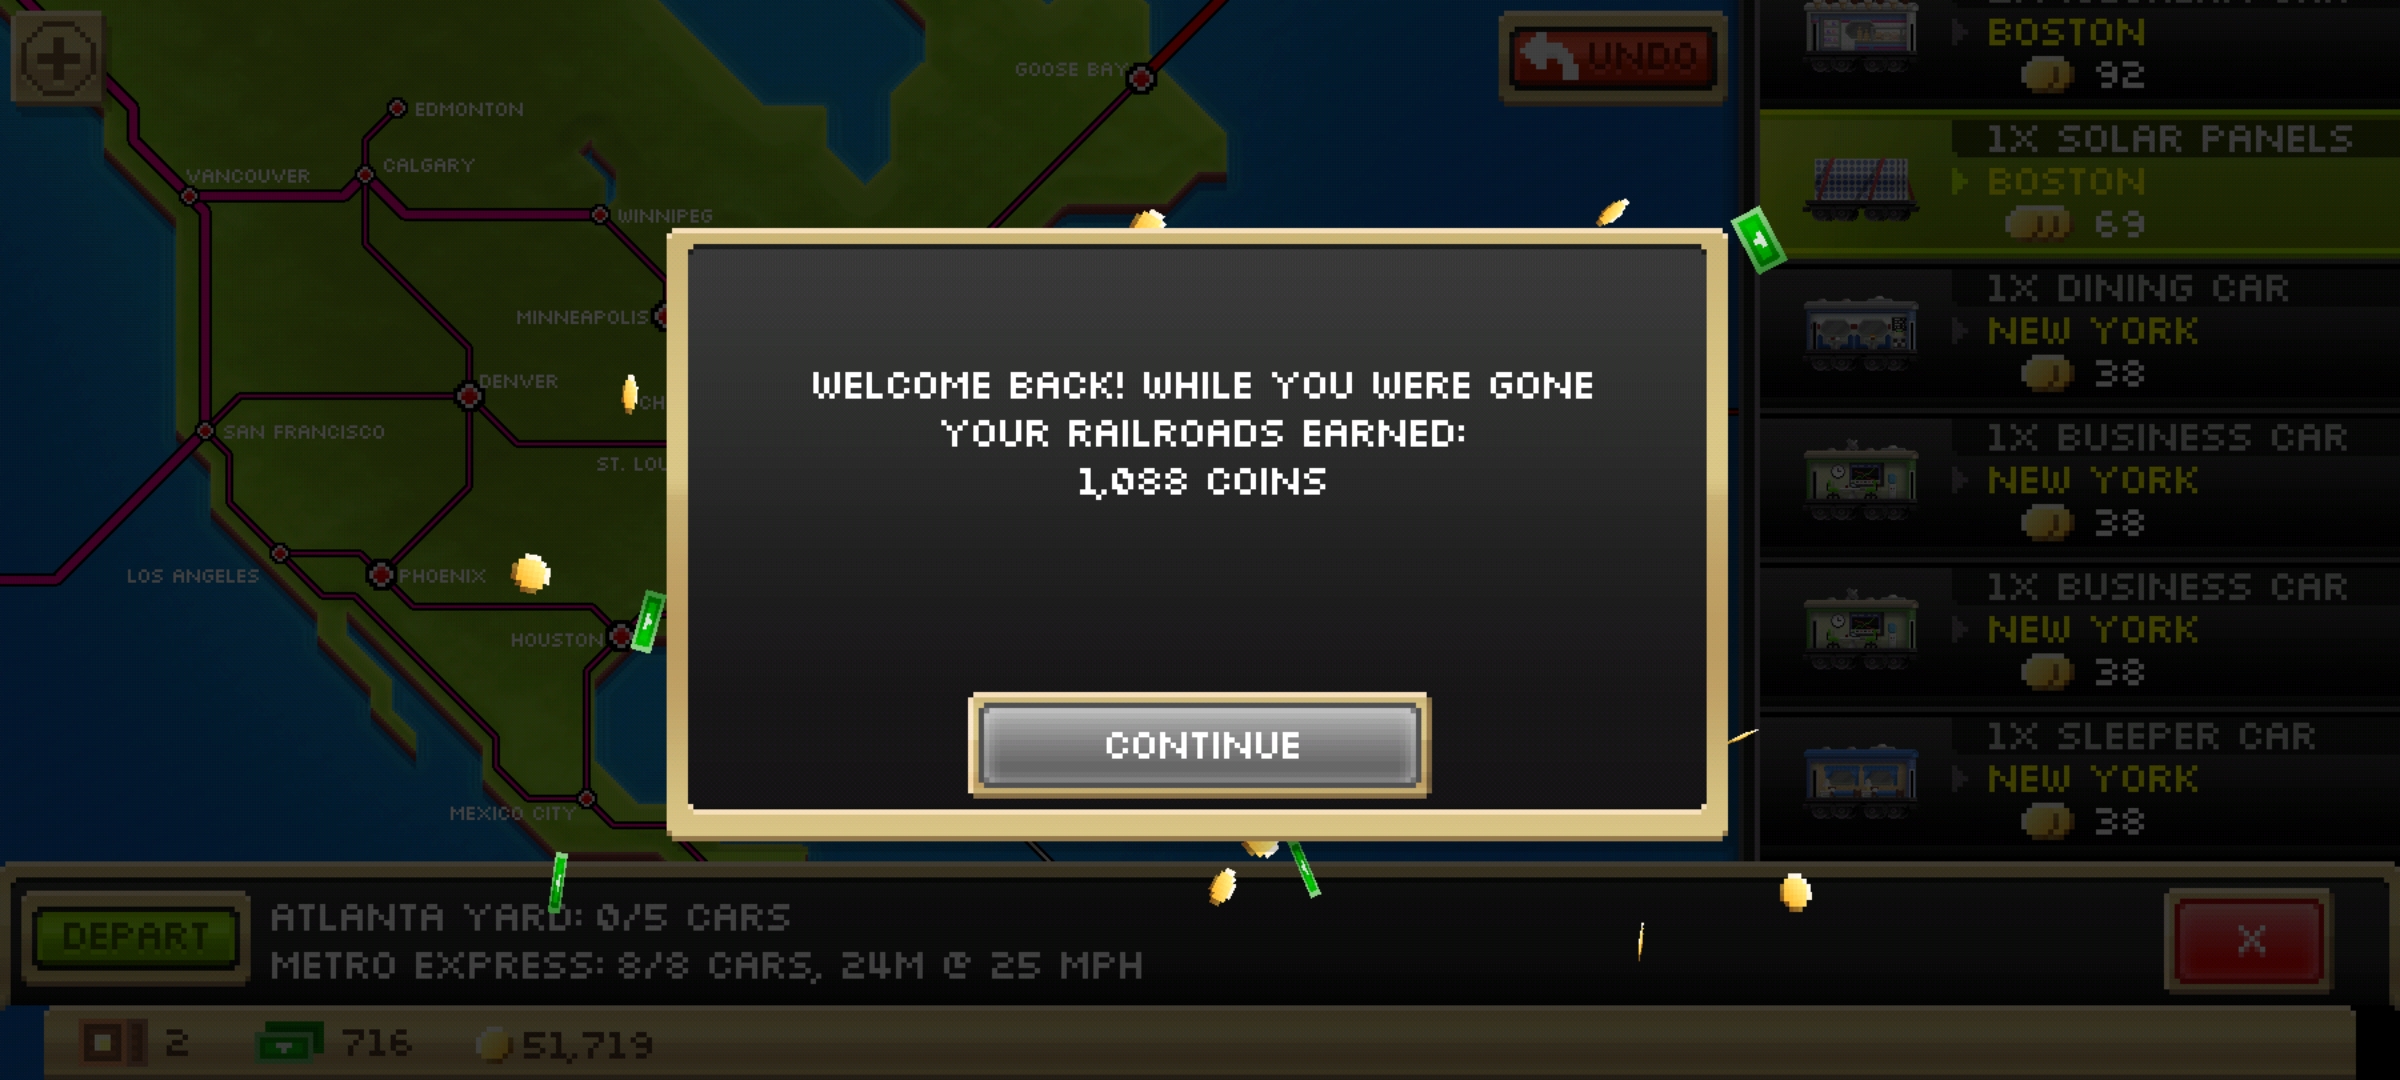 GOOSE BAY
UNDO
EDMONTON
CALGARY
VANCOUVER
WINNIPEG
MINNEAPOLIS
DENVER
CH
SAN FRANCISCO
ST. LOU
LOS ANGELES
PHOENIX
HOUSTON
MEXICO CITY
WELCOME BACK! WHILE YOU WERE GONE
YOUR RAILROADS EARNED:
1,088 COINS
CONTINUE
BOSTON
92
1X SOLAR PANELS
BOSTON
69
1X DINING CAR
NEW YORK
38
1X BUSINESS CAR
NEW YORK
38
1X BUSINESS CAR
NEW YORK
38
1X SLEEPER CAR
NEW YORK
38
DEPART
ATLANTA YARD: 0/5 CARS
METRO EXPRESS: 8/8 CARS, 24M @ 25 MPH
X
2
716
51,719